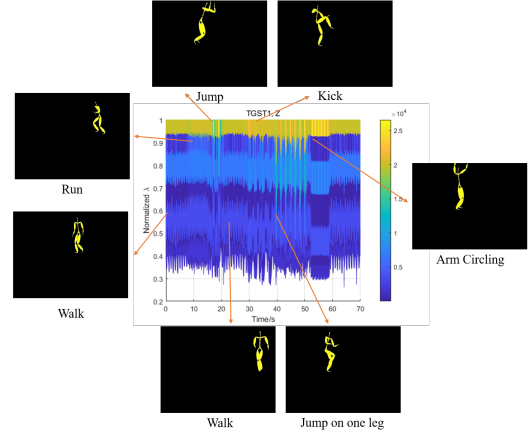 Jump
Kick
Run
Walk
Arm Circling
Walk
Jump on one leg
TGST1, Z
×10⁴
Normalized λ
1
0.9
0.8
0.7
0.6
0.5
0.4
0.3
0.2
0 10 20 30 40 50 60 70
Time/s
2.5
2
1.5
1
0.5